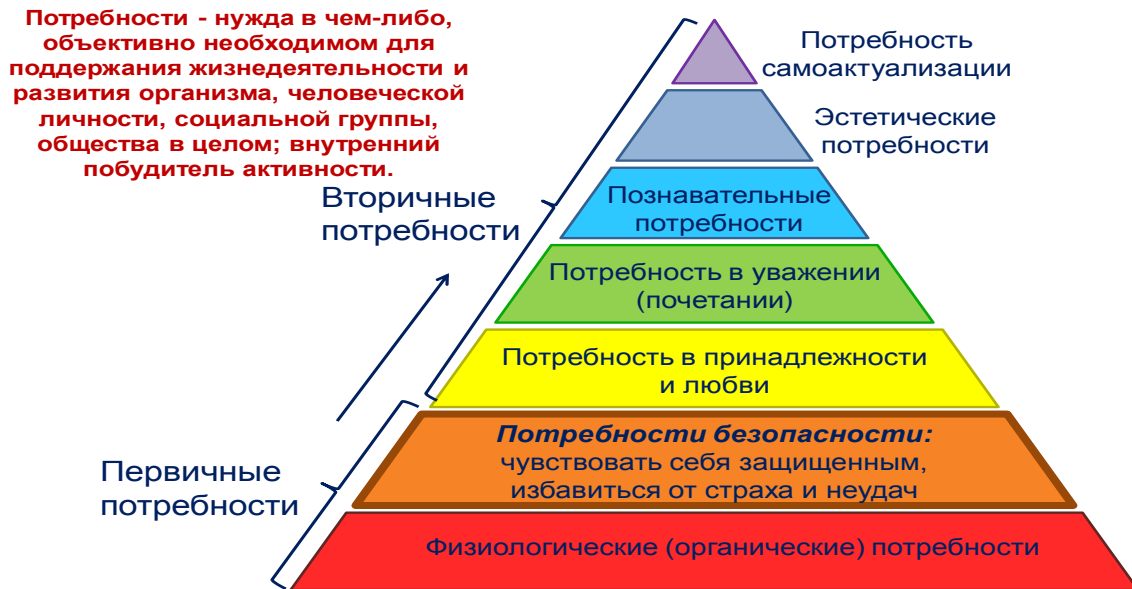 Потребности - нужда в чем-либо,
объективно необходимом для
поддержания жизнедеятельности и
развития организма, человеческой
личности, социальной группы,
общества в целом; внутренний
побудитель активности.
Потребность
самоактуализации
Эстетические
потребности
Вторичные
потребности
Познавательные
потребности
Потребность в уважении
(почетании)
Потребность в принадлежности
и любви
Первичные
потребности
Потребности безопасности:
чувствовать себя защищенным,
избавиться от страха и неудач
Физиологические (органические) потребности